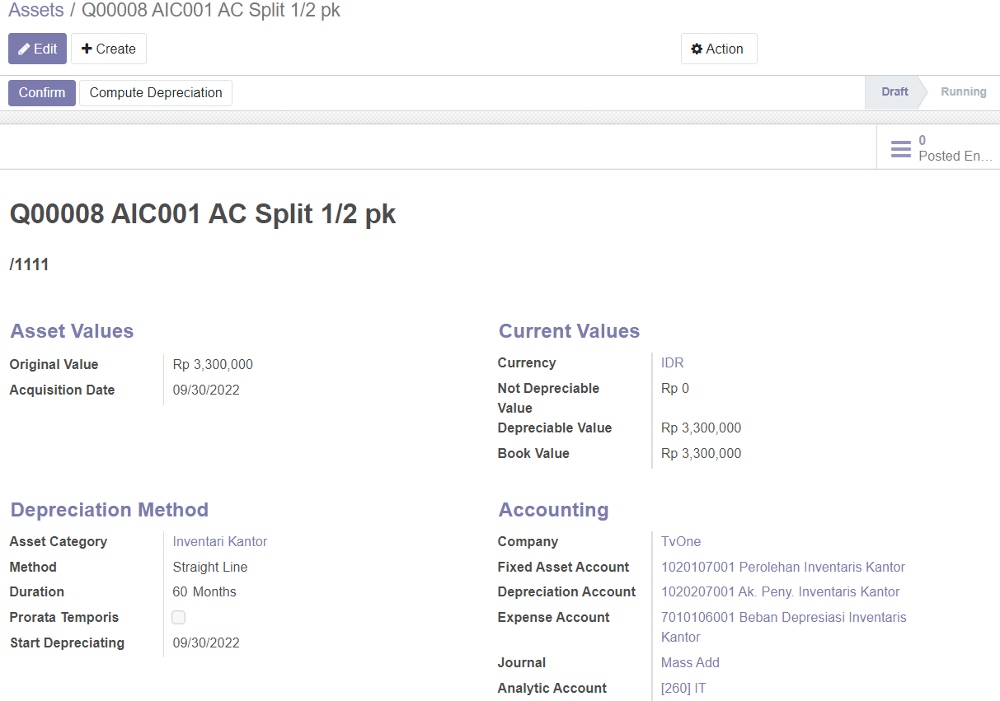 Assets / Q00008 AIC001 AC Split 1/2 pk
Edit
Create
Action
Confirm
Compute Depreciation
Draft
Running
0
Posted En...
Q00008 AIC001 AC Split 1/2 pk
/1111
Asset Values
Original Value Rp 3,300,000
Acquisition Date 09/30/2022
Current Values
Currency IDR
Not Depreciable Rp 0
Value
Depreciable Value Rp 3,300,000
Book Value Rp 3,300,000
Depreciation Method
Asset Category Inventari Kantor
Method Straight Line
Duration 60 Months
Prorata Temporis
Start Depreciating 09/30/2022
Accounting
Company TvOne
Fixed Asset Account 1020107001 Perolehan Inventaris Kantor
Depreciation Account 1020207001 Ak. Peny. Inventaris Kantor
Expense Account 7010106001 Beban Depresiasi Inventaris
Kantor
Journal Mass Add
Analytic Account [260] IT